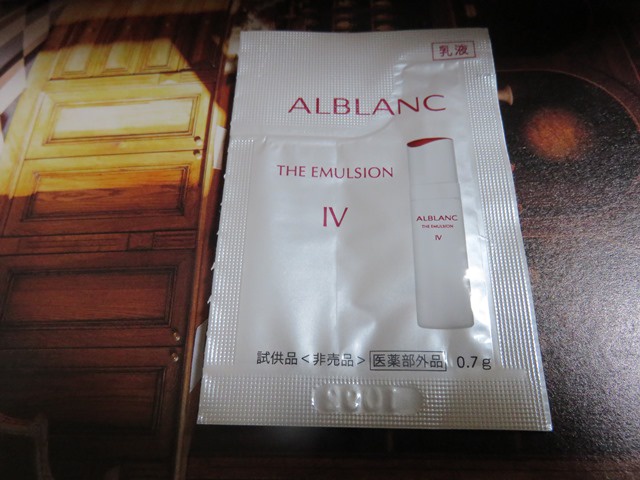 乳液
ALBLANC
THE EMULSION
IV
ALBLANC
THE EMULSION
IV
試供品＜非売品＞ 医薬部外品 0.7g